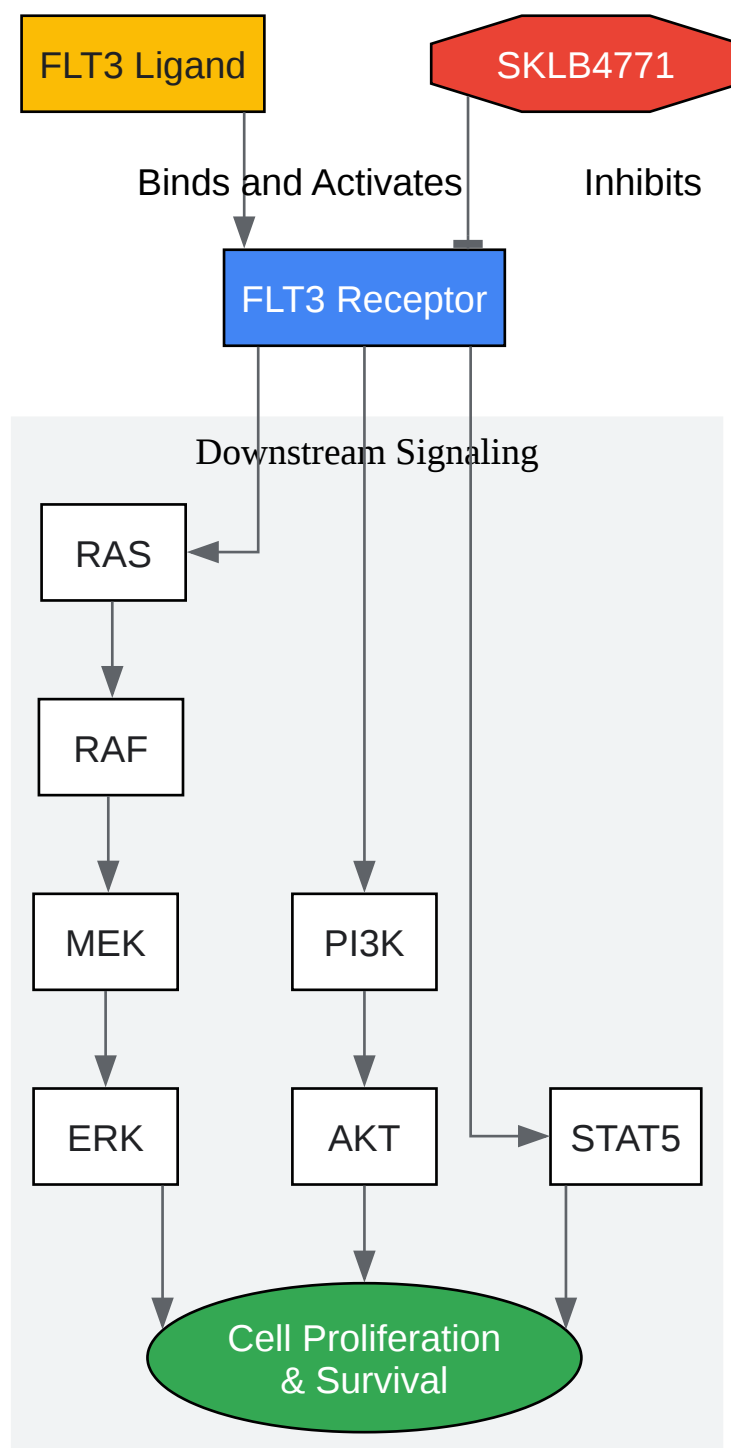 FLT3 Ligand
SKLB4771
Binds and Activates
Inhibits
FLT3 Receptor
Downstream Signaling
RAS
RAF
MEK
PI3K
ERK
AKT
STAT5
Cell Proliferation
& Survival